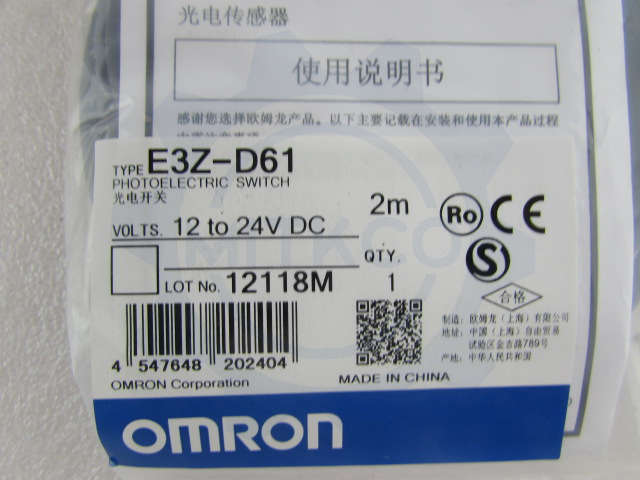 光电传感器
使用说明书
感谢您选择欧姆龙产品。以下主要记载在安装和使用本产品过程
TYPE E3Z-D61
PHOTOELECTRIC SWITCH
光电开关
2m
VOLTS. 12 to 24V DC
Ro CE
S
QTY.
LOT No. 12118M 1
合格
制造: 欧姆龙(上海)有限公司
地址: 中国(上海)自由贸易
试验区金吉路789号
产地: 中华人民共和国
4 547648 202404
OMRON Corporation
MADE IN CHINA
OMRON